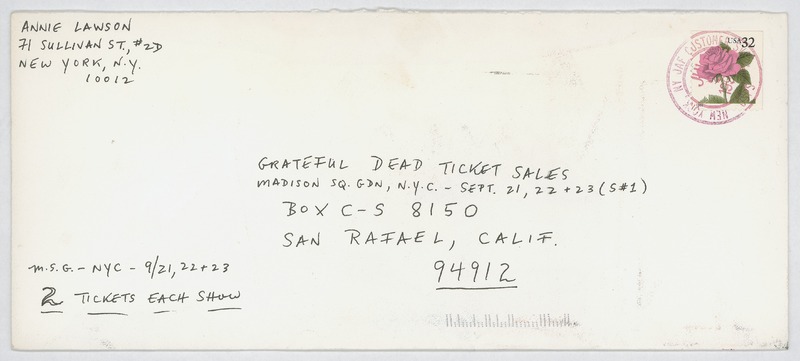 ANNIE LAWSON
71 SULLIVAN ST., #2D
NEW YORK, N.Y.
10012
USA 32
GRATEFUL DEAD TICKET SALES
MADISON SQ. GDN, N.Y.C. - SEPT. 21, 22 + 23 (S#1)
BOX C-S 8150
SAN RAFAEL, CALIF.
94912
M.S.G. - NYC - 9/21, 22 + 23
2 TICKETS EACH SHOW